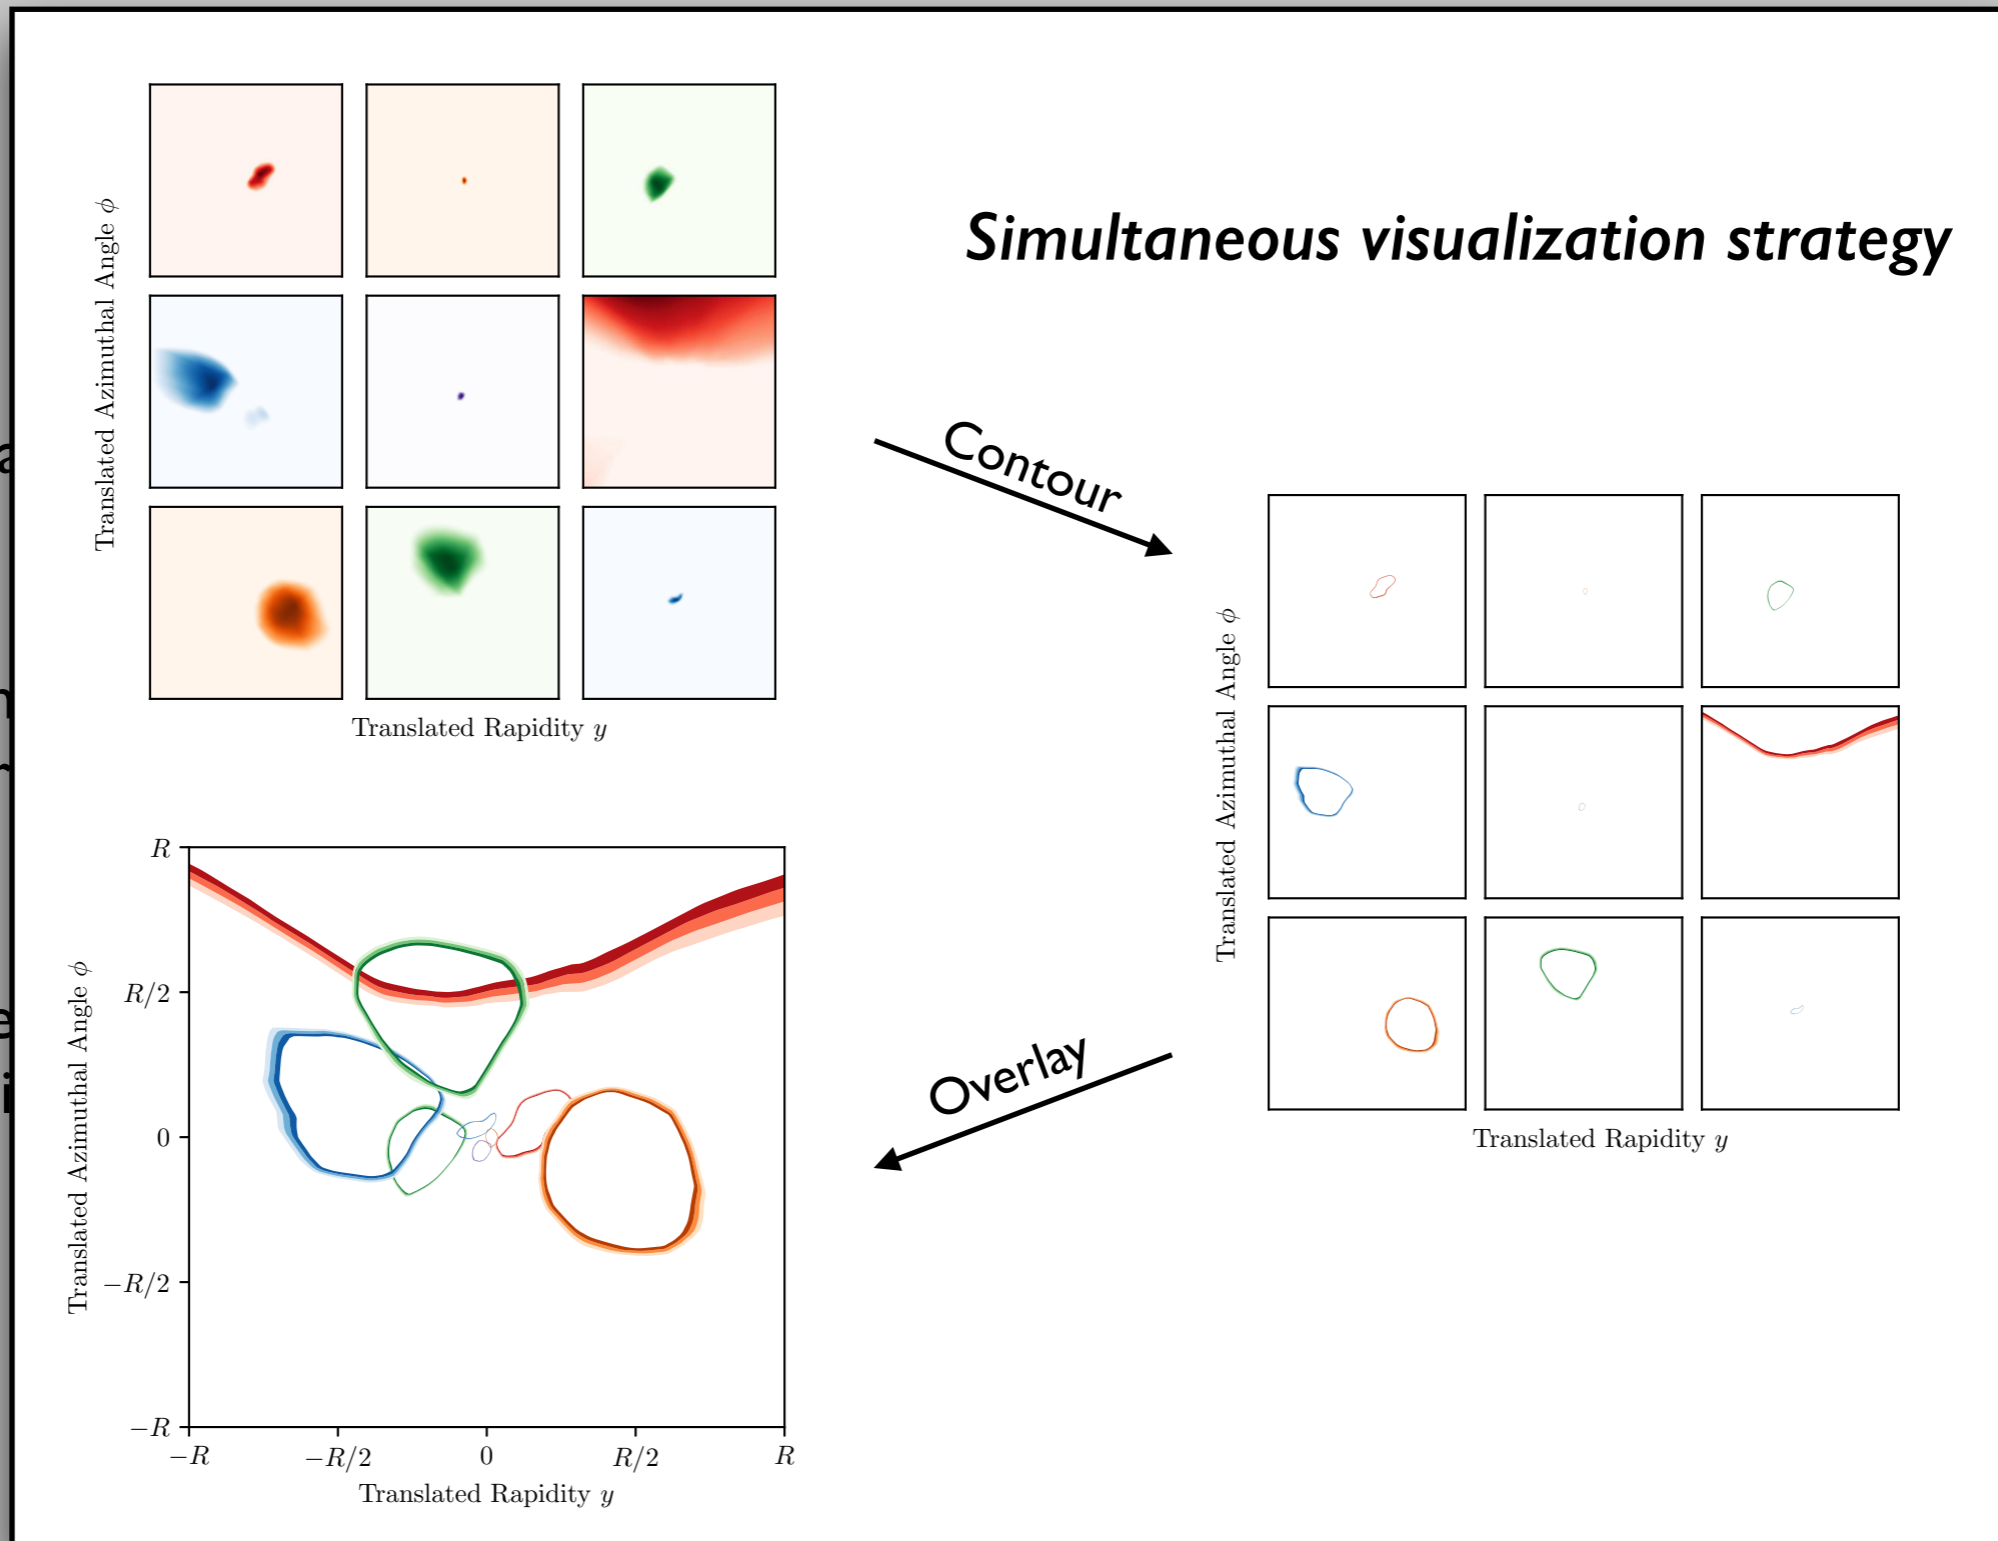 Simultaneous visualization strategy
Translated Azimuthal Angle ϕ
Translated Rapidity y
Contour
Translated Azimuthal Angle ϕ
Translated Rapidity y
Overlay
Translated Azimuthal Angle ϕ
R
R/2
0
−R/2
−R
−R
−R/2
0
R/2
R
Translated Rapidity y